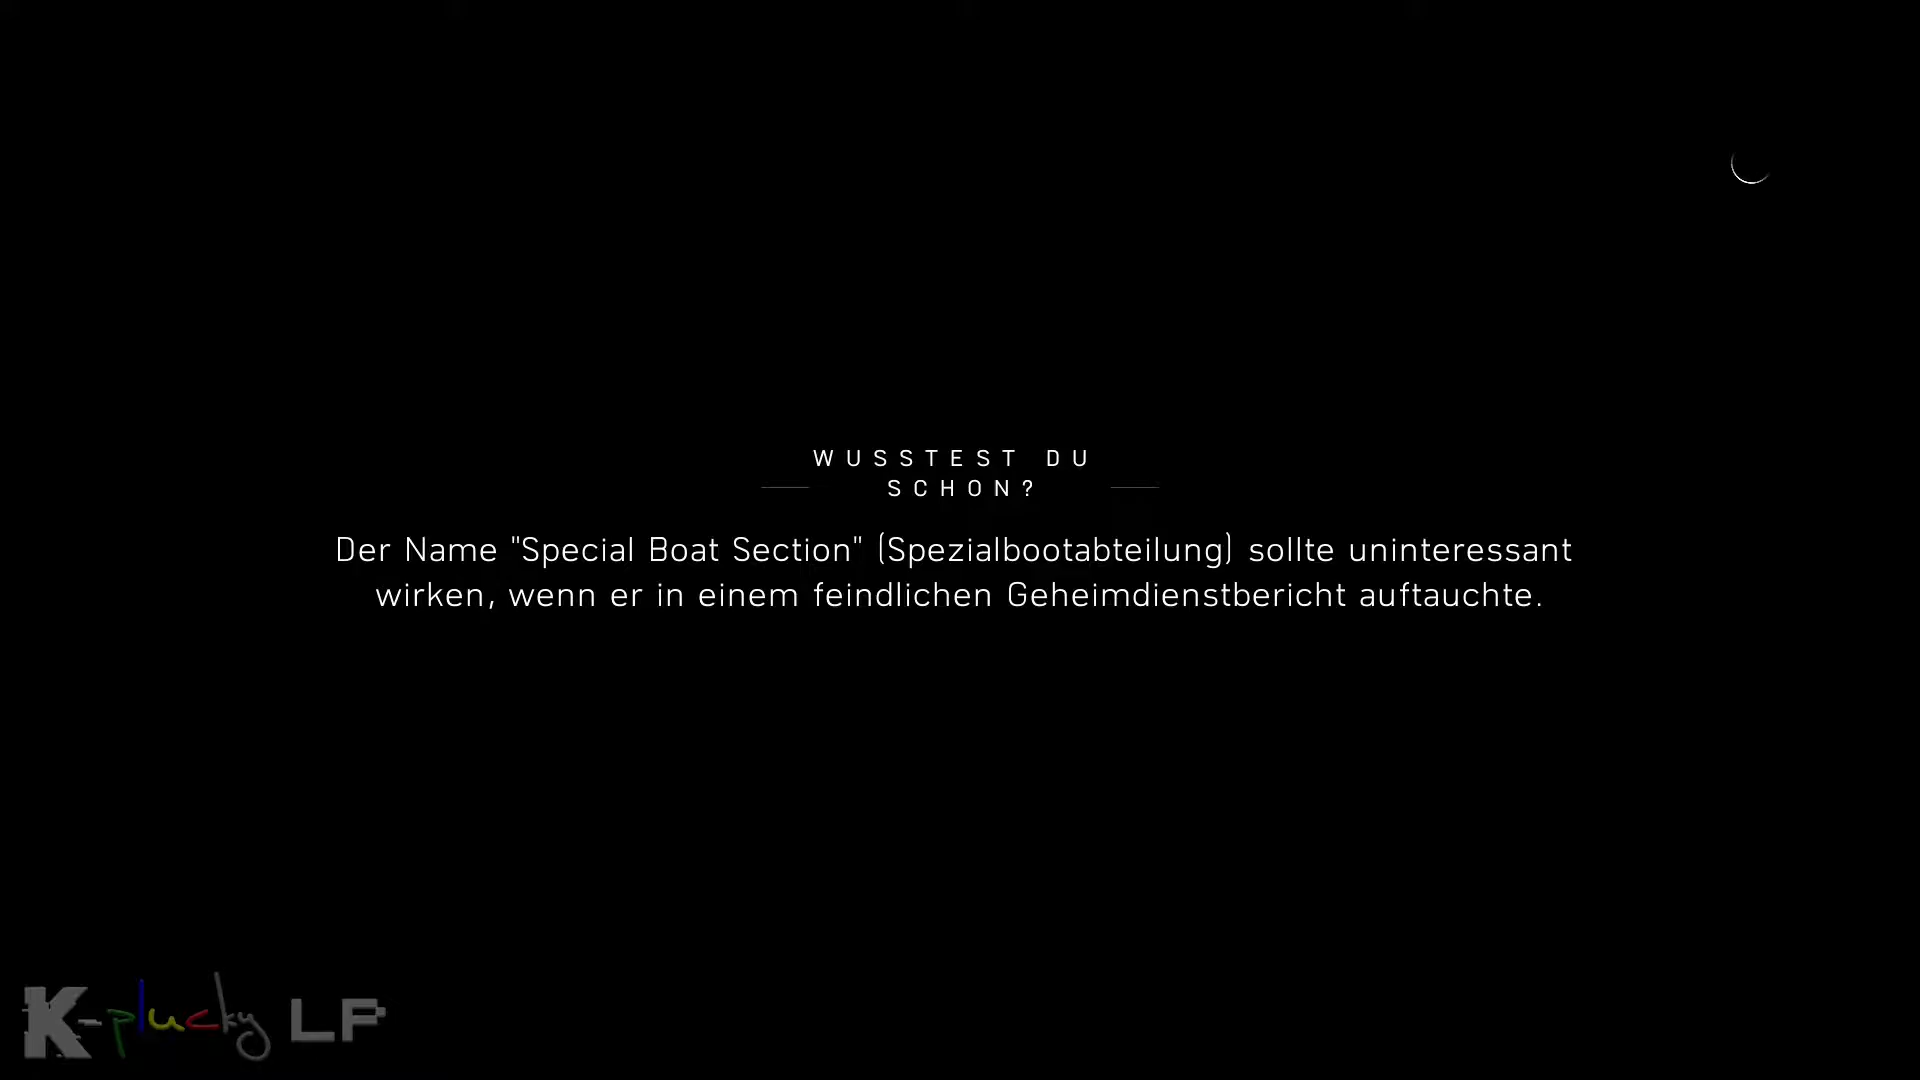 WUSSTEST DU
SCHON?
Der Name "Special Boat Section" (Spezialbootabteilung) sollte uninteressant
wirken, wenn er in einem feindlichen Geheimdienstbericht auftauchte.
K-plucky LP